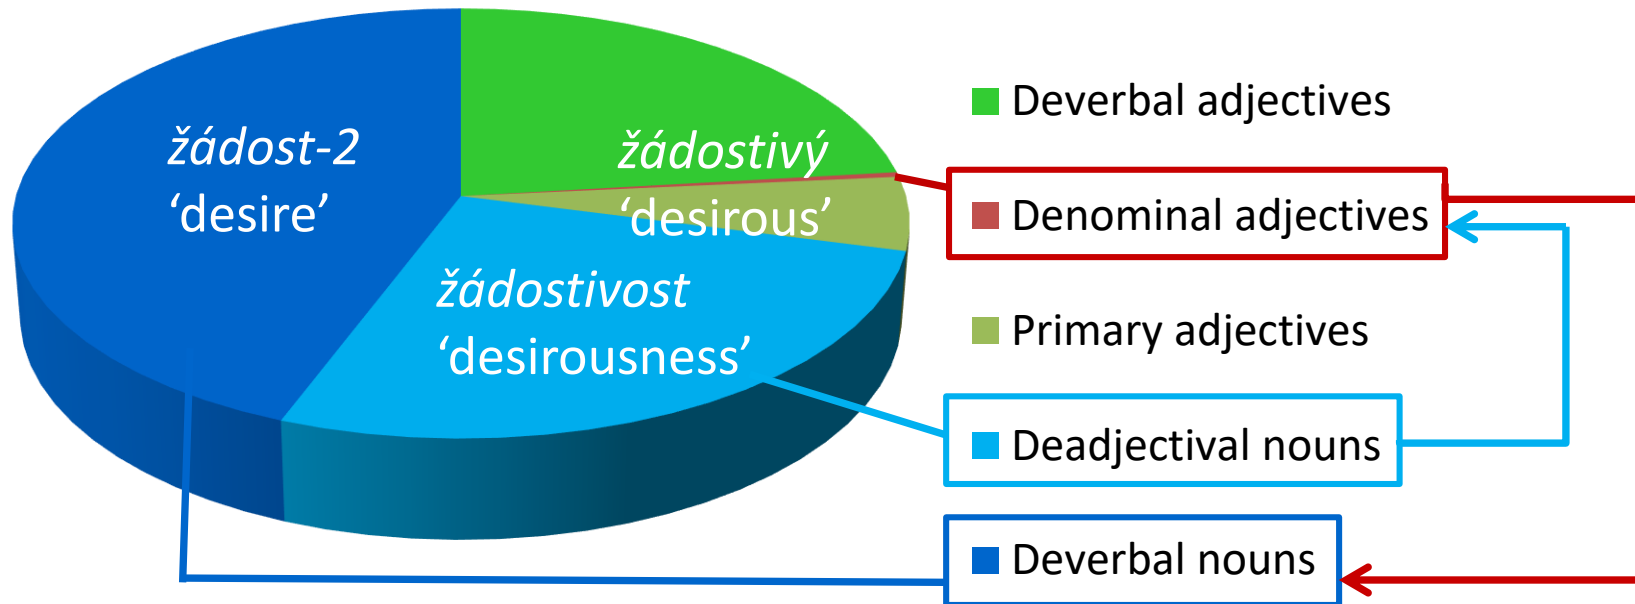 žádost-2
‘desire’
žádostivý
‘desirous’
žádostivost
‘desirousness’
Deverbal adjectives
Denominal adjectives
Primary adjectives
Deadjectival nouns
Deverbal nouns